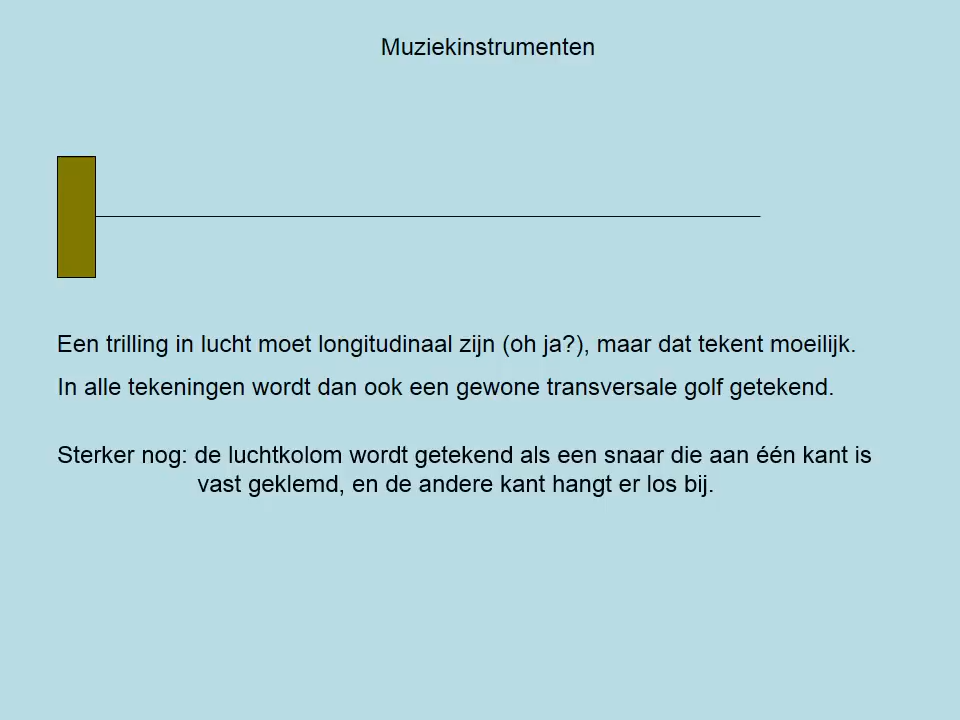 Muziekinstrumenten
Een trilling in lucht moet longitudinaal zijn (oh ja?), maar dat tekent moeilijk.
In alle tekeningen wordt dan ook een gewone transversale golf getekend.
Sterker nog: de luchtkolom wordt getekend als een snaar die aan één kant is
vast geklemd, en de andere kant hangt er los bij.